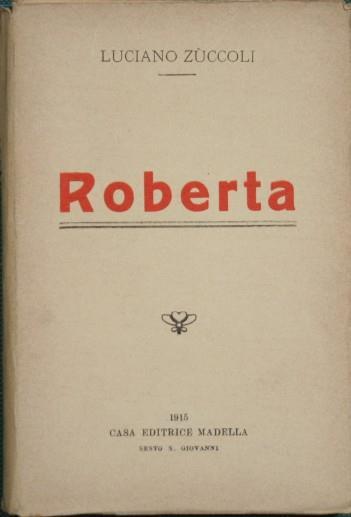 LUCIANO ZÙCCOLI
Roberta
1915
CASA EDITRICE MADELLA
SESTO S. GIOVANNI